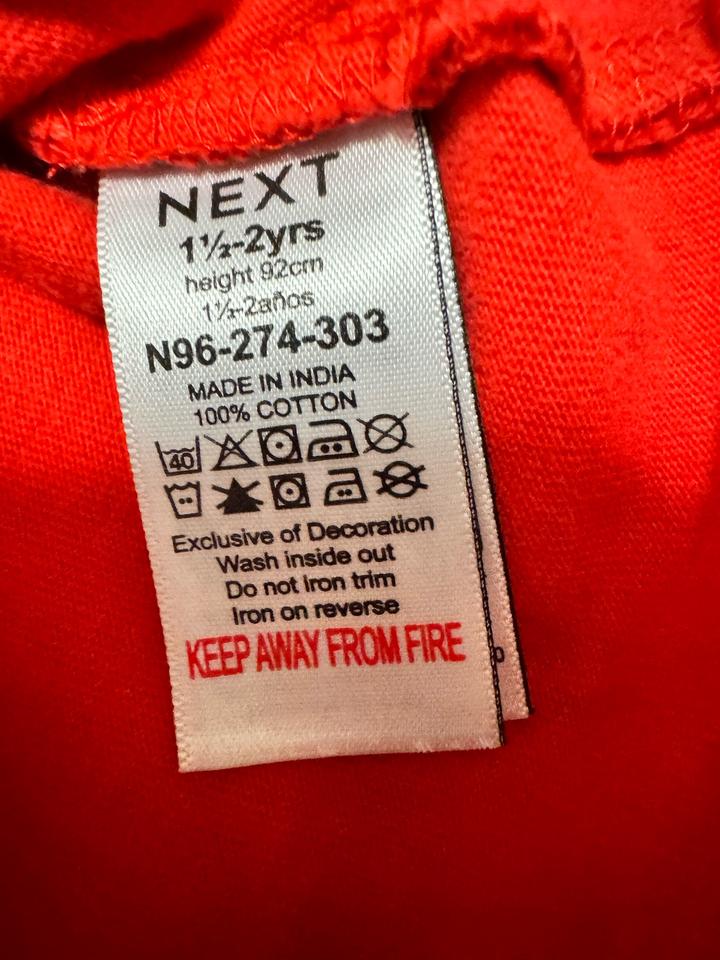 NEXT
1½-2yrs
height 92cm
1½-2años
N96-274-303
MADE IN INDIA
100% COTTON
40
Exclusive of Decoration
Wash inside out
Do not Iron trim
Iron on reverse
KEEP AWAY FROM FIRE